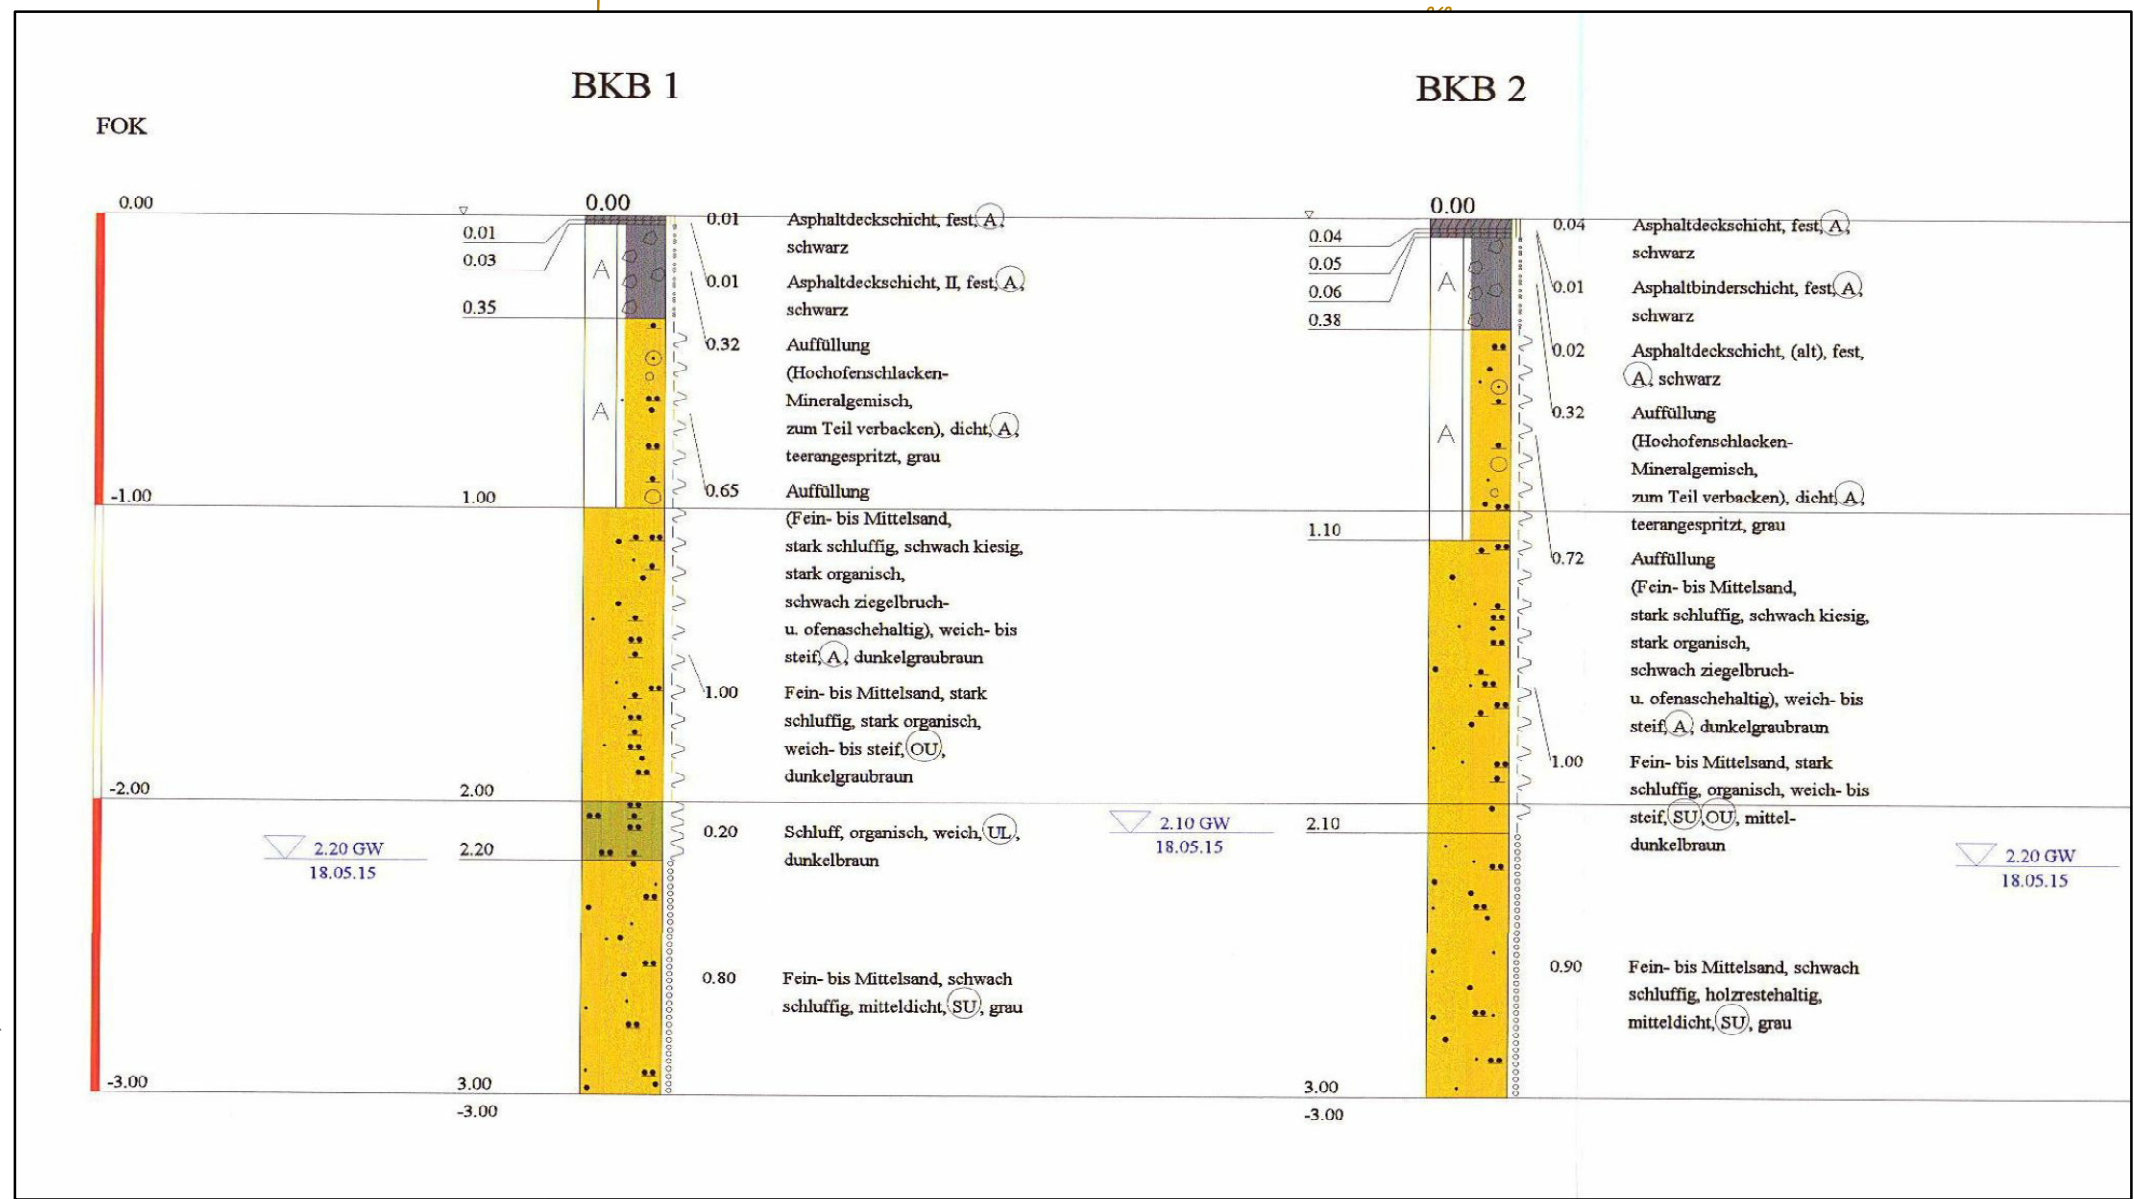 BKB 1
BKB 2
FOK
0.00
-1.00
-2.00
-3.00
0.00
0.01
0.03
0.35
1.00
2.00
2.20
3.00
-3.00
A
A
2.20 GW
18.05.15
0.01 Asphaltdeckschicht, fest, A,
schwarz
0.01 Asphaltdeckschicht, II, fest, A,
schwarz
0.32 Auffüllung
(Hochofenschlacken-
Mineralgemisch,
zum Teil verbacken), dicht, A,
teerangespritzt, grau
0.65 Auffüllung
(Fein- bis Mittelsand,
stark schluffig, schwach kiesig,
stark organisch,
schwach ziegelbruch-
u. ofenaschehaltig), weich- bis
steif, A, dunkelgraubraun
1.00 Fein- bis Mittelsand, stark
schluffig, stark organisch,
weich- bis steif, OU,
dunkelgraubraun
0.20 Schluff, organisch, weich, UL,
dunkelbraun
0.80 Fein- bis Mittelsand, schwach
schluffig, mitteldicht, SU, grau
0.00
0.04
0.05
0.06
0.38
1.10
2.10
3.00
-3.00
A
A
2.10 GW
18.05.15
0.04 Asphaltdeckschicht, fest, A,
schwarz
0.01 Asphaltbinderschicht, fest, A,
schwarz
0.02 Asphaltdeckschicht, (alt), fest,
A, schwarz
0.32 Auffüllung
(Hochofenschlacken-
Mineralgemisch,
zum Teil verbacken), dicht, A,
teerangespritzt, grau
0.72 Auffüllung
(Fein- bis Mittelsand,
stark schluffig, schwach kiesig,
stark organisch,
schwach ziegelbruch-
u. ofenaschehaltig), weich- bis
steif, A, dunkelgraubraun
1.00 Fein- bis Mittelsand, stark
schluffig, organisch, weich- bis
steif, SU, OU, mittel-
dunkelbraun
0.90 Fein- bis Mittelsand, schwach
schluffig, holzrestehaltig,
mitteldicht, SU, grau
2.20 GW
18.05.15